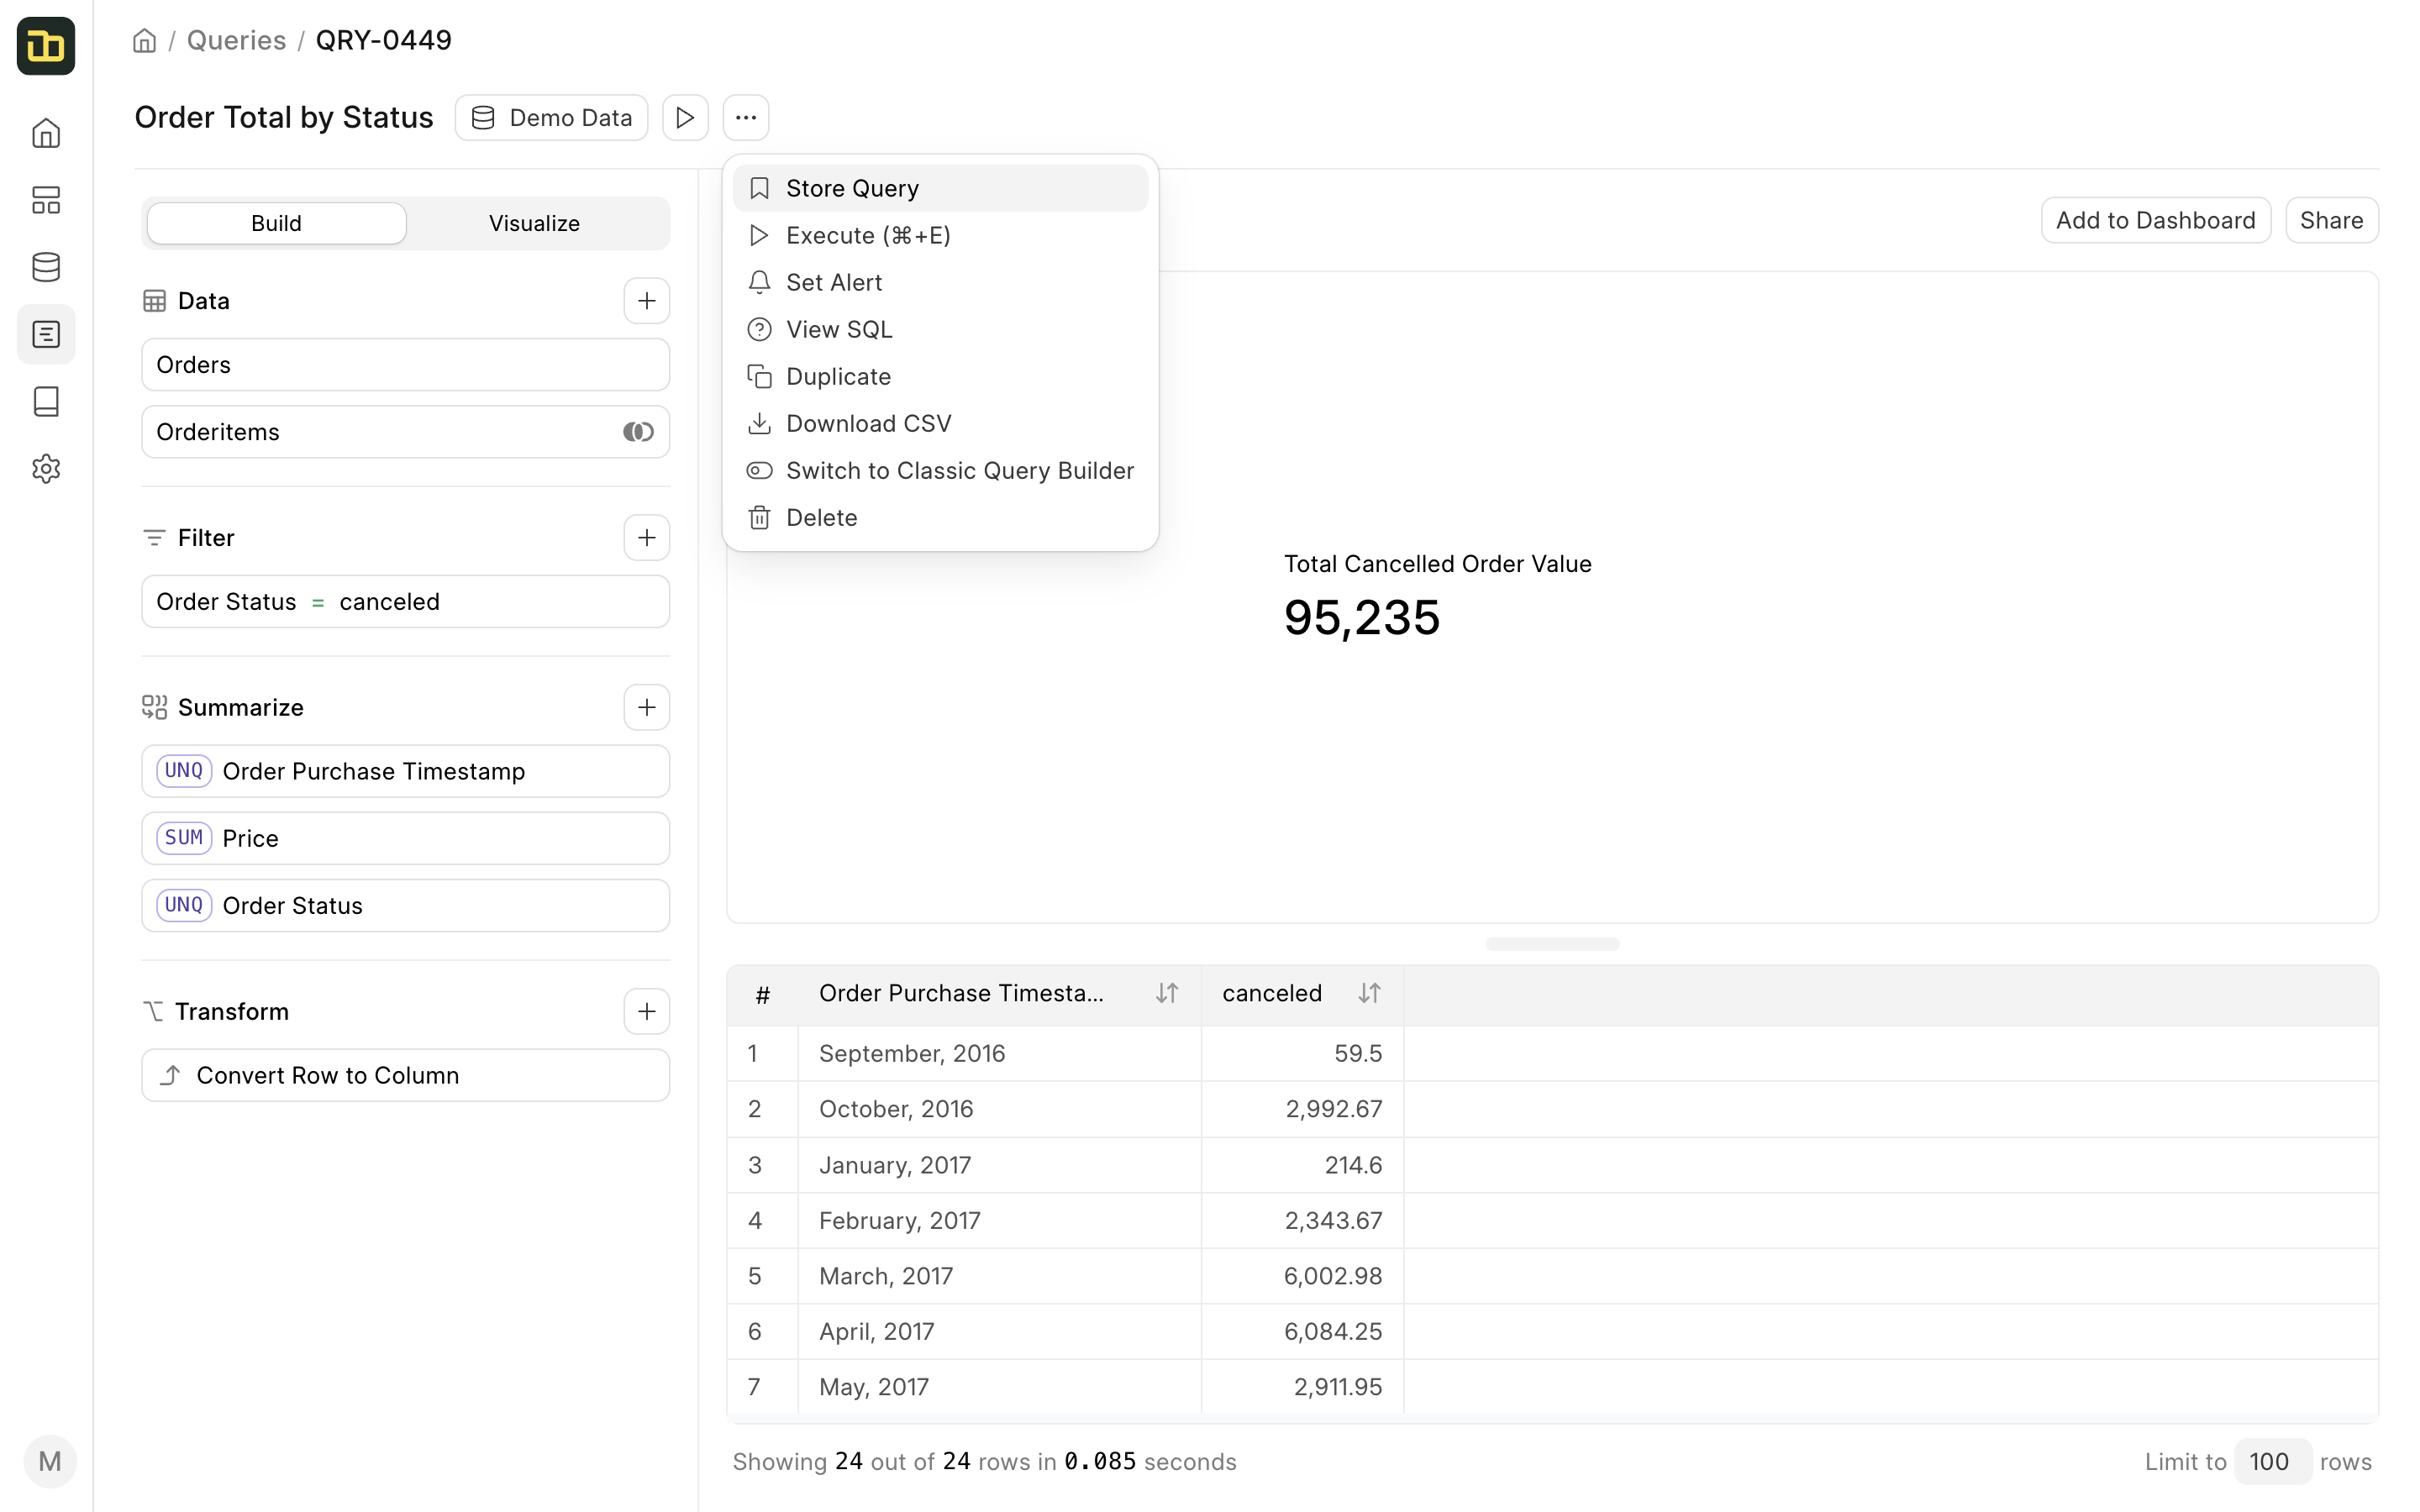 / Queries / QRY-0449
Order Total by Status
Demo Data
Store Query
Execute (⌘+E)
Set Alert
View SQL
Duplicate
Download CSV
Switch to Classic Query Builder
Delete
Build
Visualize
Add to Dashboard
Share
Data
Orders
Orderitems
Filter
Order Status = canceled
Summarize
UNQ Order Purchase Timestamp
SUM Price
UNQ Order Status
Transform
Convert Row to Column
Total Cancelled Order Value
95,235
# Order Purchase Timesta... canceled
1 September, 2016 59.5
2 October, 2016 2,992.67
3 January, 2017 214.6
4 February, 2017 2,343.67
5 March, 2017 6,002.98
6 April, 2017 6,084.25
7 May, 2017 2,911.95
Showing 24 out of 24 rows in 0.085 seconds
Limit to 100 rows
M